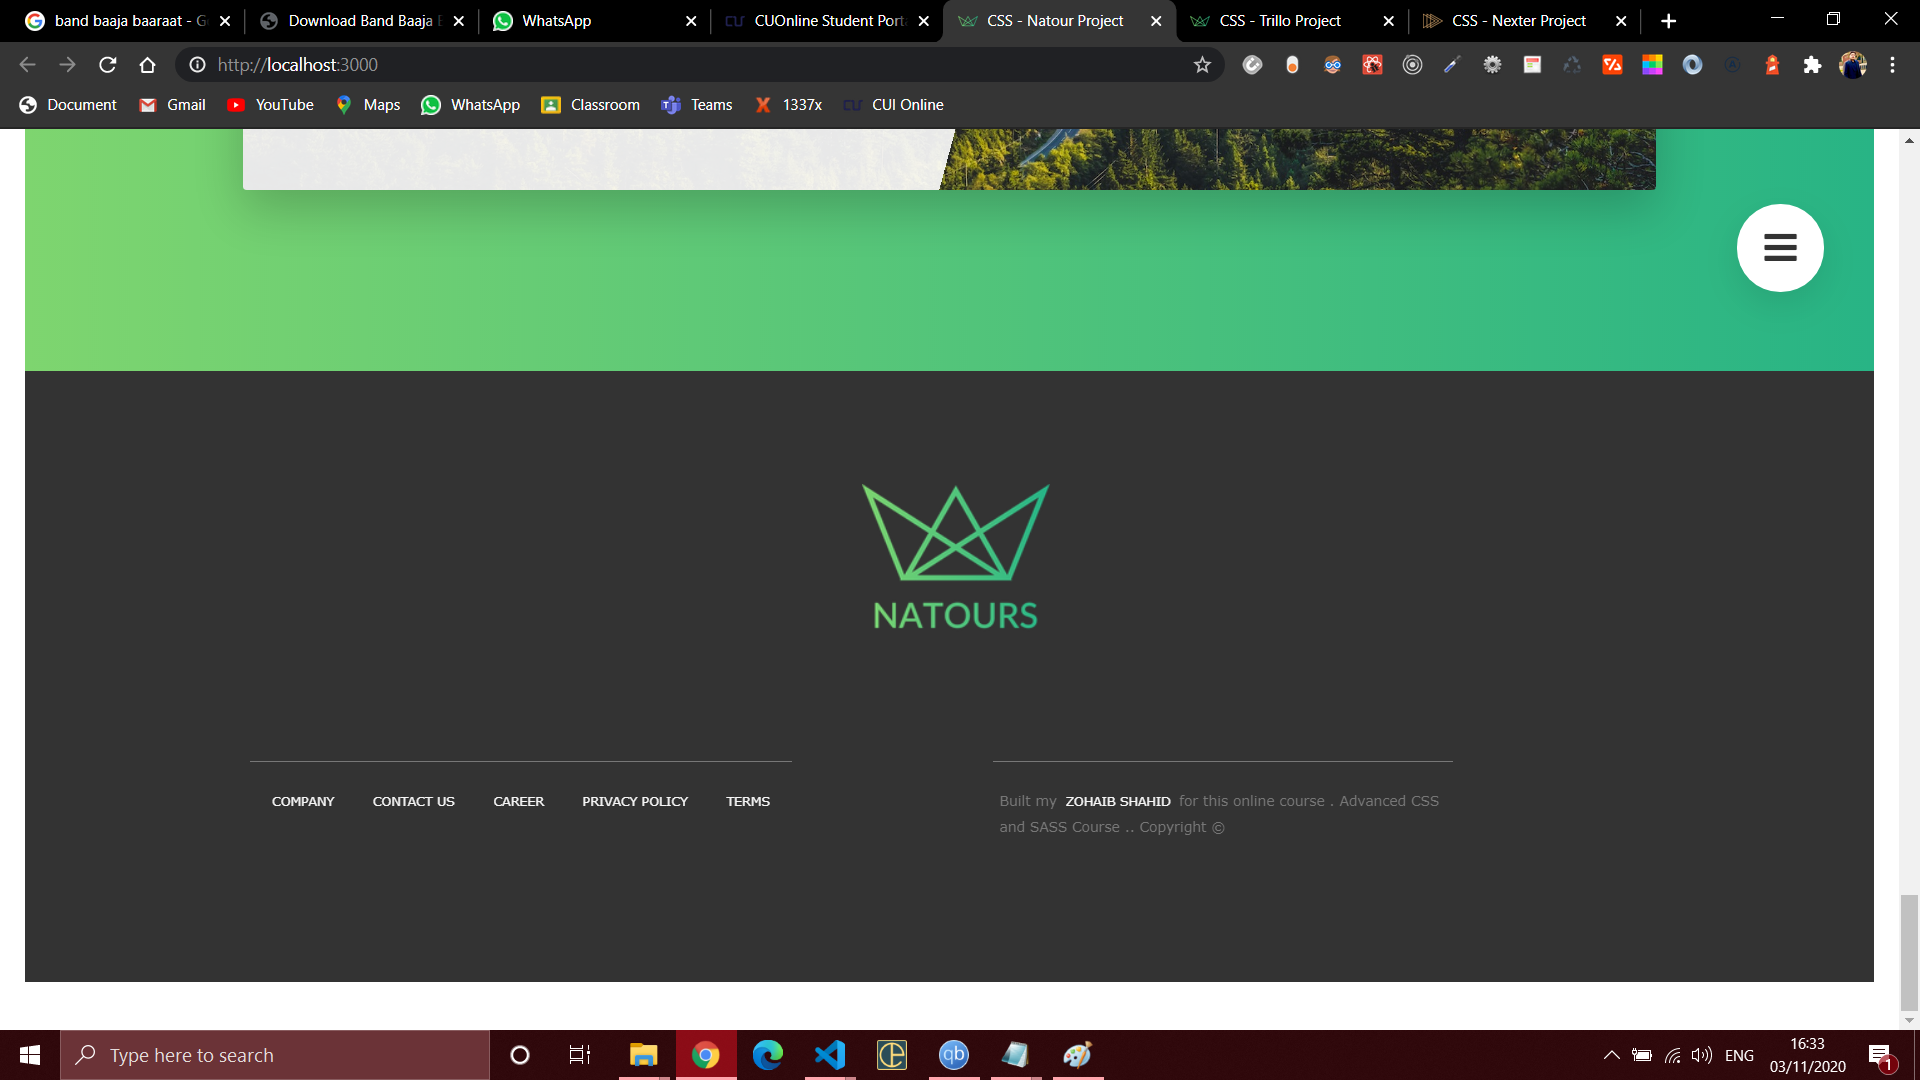 band baaja baaraat - G
Download Band Baaja
WhatsApp
CUOnline Student Port
CSS - Natour Project
CSS - Trillo Project
CSS - Nexter Project
http://localhost:3000
Document
Gmail
YouTube
Maps
WhatsApp
Classroom
Teams
1337x
CUI Online
NATOURS
COMPANY
CONTACT US
CAREER
PRIVACY POLICY
TERMS
Built my ZOHAIB SHAHID for this online course . Advanced CSS
and SASS Course .. Copyright ©
Type here to search
qb
ENG
16:33
03/11/2020
1